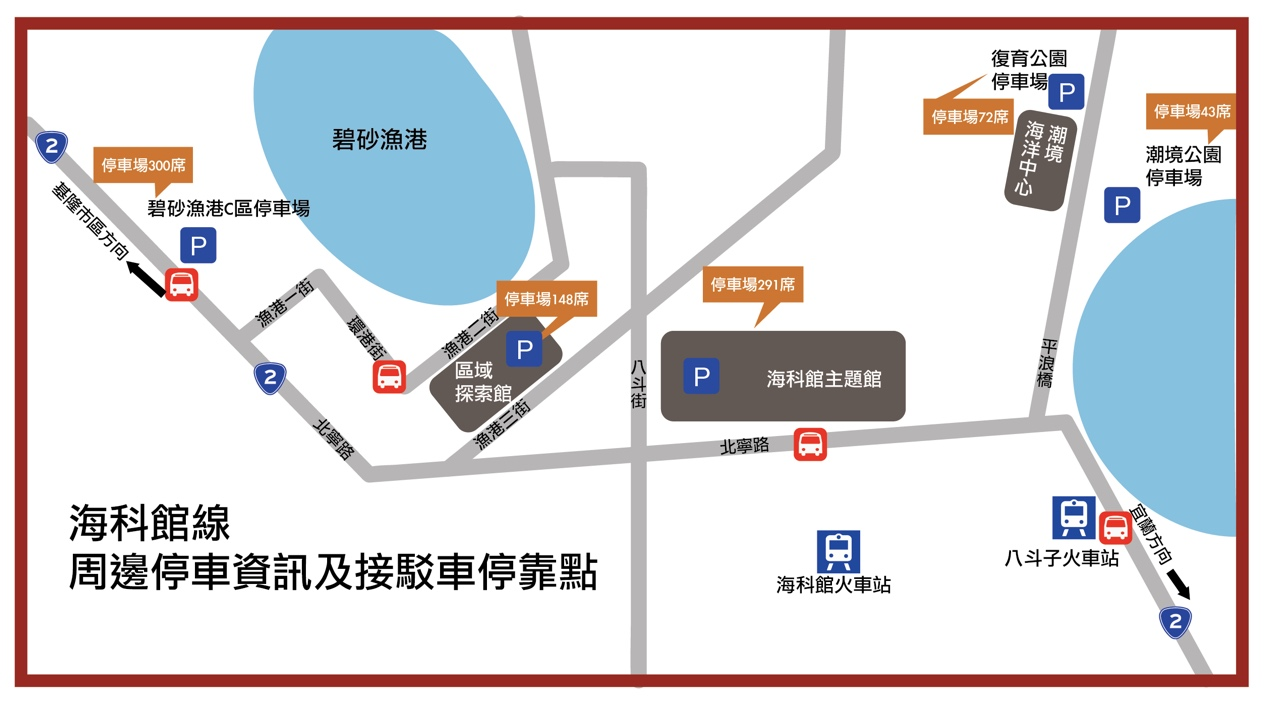 復育公園
停車場
P
停車場72席
潮境
海洋中心
停車場43席
潮境公園
停車場
P
2
停車場300席
碧砂漁港
碧砂漁港C區停車場
P
基隆市區方向
漁港一街
環港街
漁港二街
停車場148席
P
區域
探索館
漁港三街
停車場291席
P
海科館主題館
八斗街
平浪橋
2
北寧路
北寧路
海科館線
周邊停車資訊及接駁車停靠點
海科館火車站
八斗子火車站
宜蘭方向
2